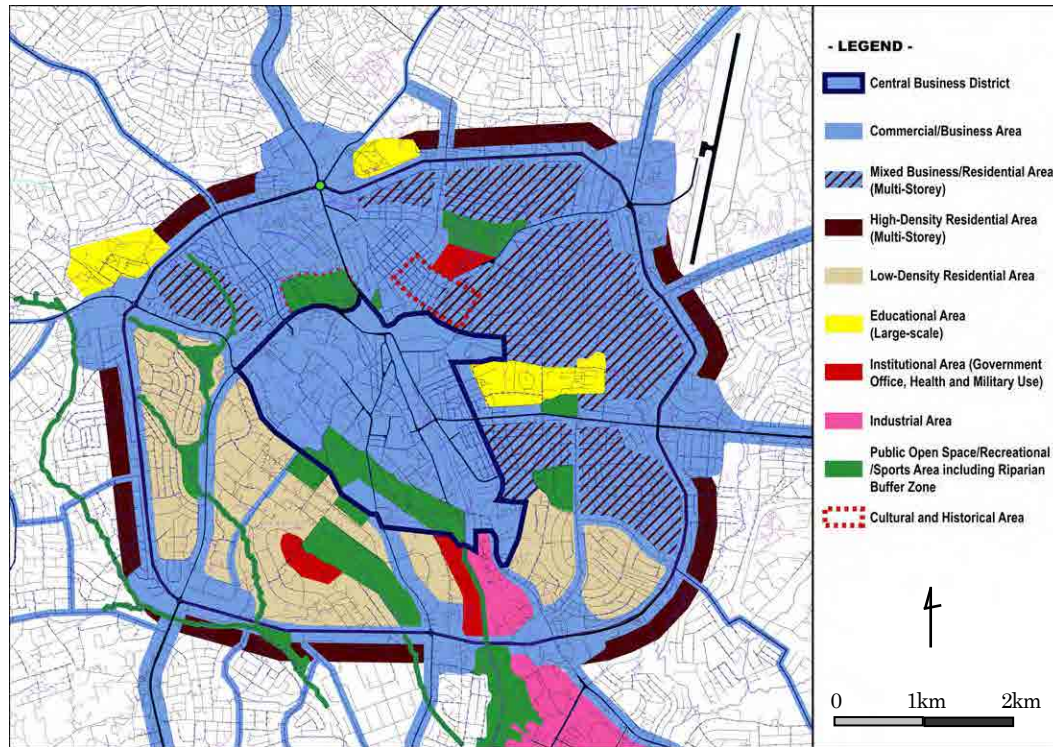 - LEGEND -
Central Business District
Commercial/Business Area
Mixed Business/Residential Area
(Multi-Storey)
High-Density Residential Area
(Multi-Storey)
Low-Density Residential Area
Educational Area
(Large-scale)
Institutional Area (Government
Office, Health and Military Use)
Industrial Area
Public Open Space/Recreational
/Sports Area including Riparian
Buffer Zone
Cultural and Historical Area
0 1km 2km